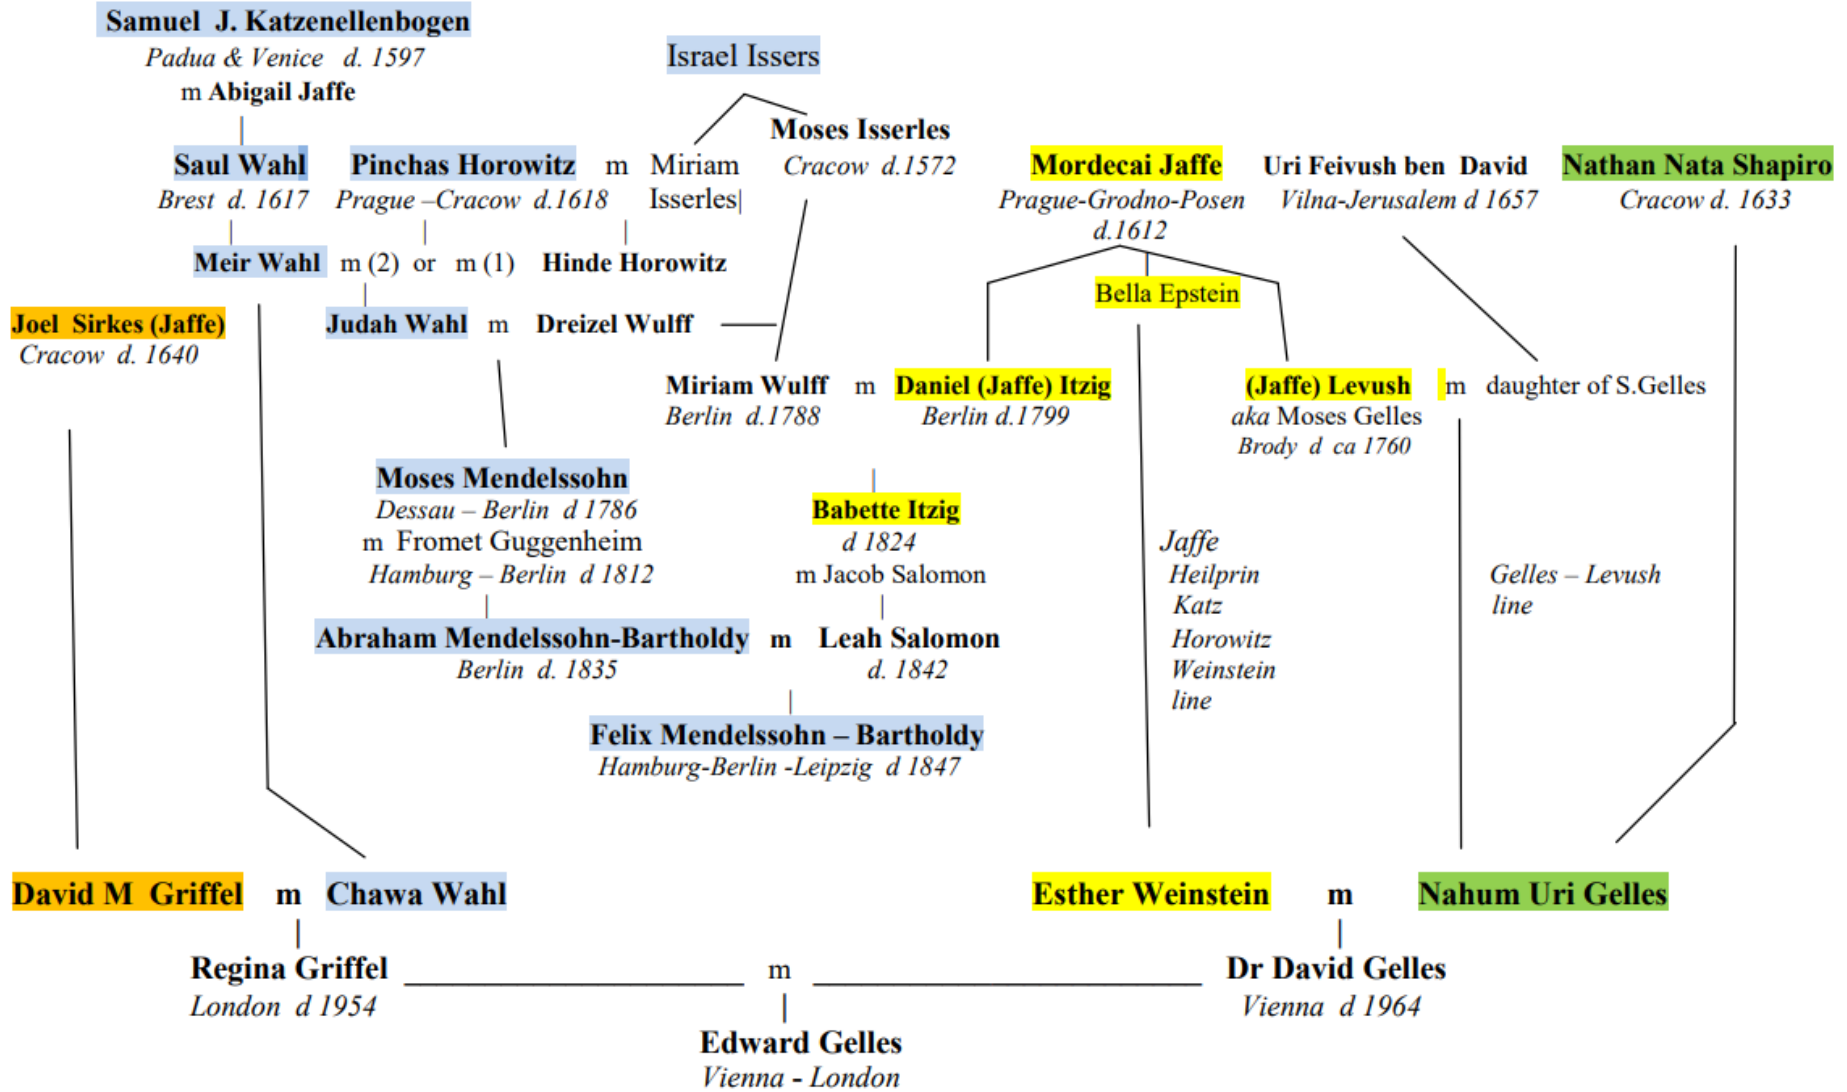 Samuel J. Katzenellenbogen
Padua & Venice d. 1597
m Abigail Jaffe
Israel Issers
Moses Isserles
Cracow d.1572
Saul Wahl
Brest d. 1617
Pinchas Horowitz m Miriam
Prague –Cracow d.1618 Isserles|
Mordecai Jaffe
Prague-Grodno-Posen
d.1612
Uri Feivush ben David
Vilna-Jerusalem d 1657
Nathan Nata Shapiro
Cracow d. 1633
Meir Wahl m (2) or m (1) Hinde Horowitz
Bella Epstein
Joel Sirkes (Jaffe)
Cracow d. 1640
Judah Wahl m Dreizel Wulff
Miriam Wulff m Daniel (Jaffe) Itzig
Berlin d.1788 Berlin d.1799
(Jaffe) Levush m daughter of S.Gelles
aka Moses Gelles
Brody d ca 1760
Moses Mendelssohn
Dessau – Berlin d 1786
m Fromet Guggenheim
Hamburg – Berlin d 1812
Babette Itzig
d 1824
m Jacob Salomon
Jaffe
Heilprin
Katz
Horowitz
Weinstein
line
Gelles – Levush
line
Abraham Mendelssohn-Bartholdy m Leah Salomon
Berlin d. 1835 d. 1842
Felix Mendelssohn – Bartholdy
Hamburg-Berlin -Leipzig d 1847
David M Griffel m Chawa Wahl
Esther Weinstein m Nahum Uri Gelles
Regina Griffel m Dr David Gelles
London d 1954 Vienna d 1964
Edward Gelles
Vienna - London